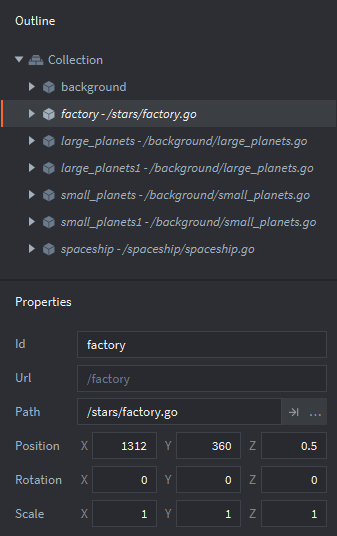 Outline
Collection
background
factory - /stars/factory.go
large_planets - /background/large_planets.go
large_planets1 - /background/large_planets.go
small_planets - /background/small_planets.go
small_planets1 - /background/small_planets.go
spaceship - /spaceship/spaceship.go
Properties
Id factory
Url /factory
Path /stars/factory.go ...
Position X 1312 Y 360 Z 0.5
Rotation X 0 Y 0 Z 0
Scale X 1 Y 1 Z 1